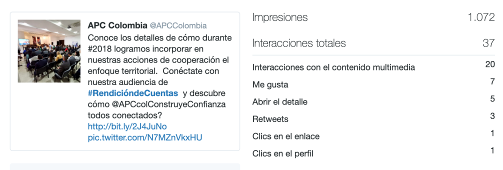 APC Colombia @APCColombia
Conoce los detalles de cómo durante
#2018 logramos incorporar en
nuestras acciones de cooperación el
enfoque territorial. Conéctate con
nuestra audiencia de
#RendicióndeCuentas y descubre
cómo @APCcolConstruyeConfianza
todos conectados?
http://bit.ly/2J4JuNo
pic.twitter.com/N7MZnVkxHU
Impresiones 1.072
Interacciones totales 37
Interacciones con el contenido multimedia 20
Me gusta 7
Abrir el detalle 5
Retweets 3
Clics en el enlace 1
Clics en el perfil 1